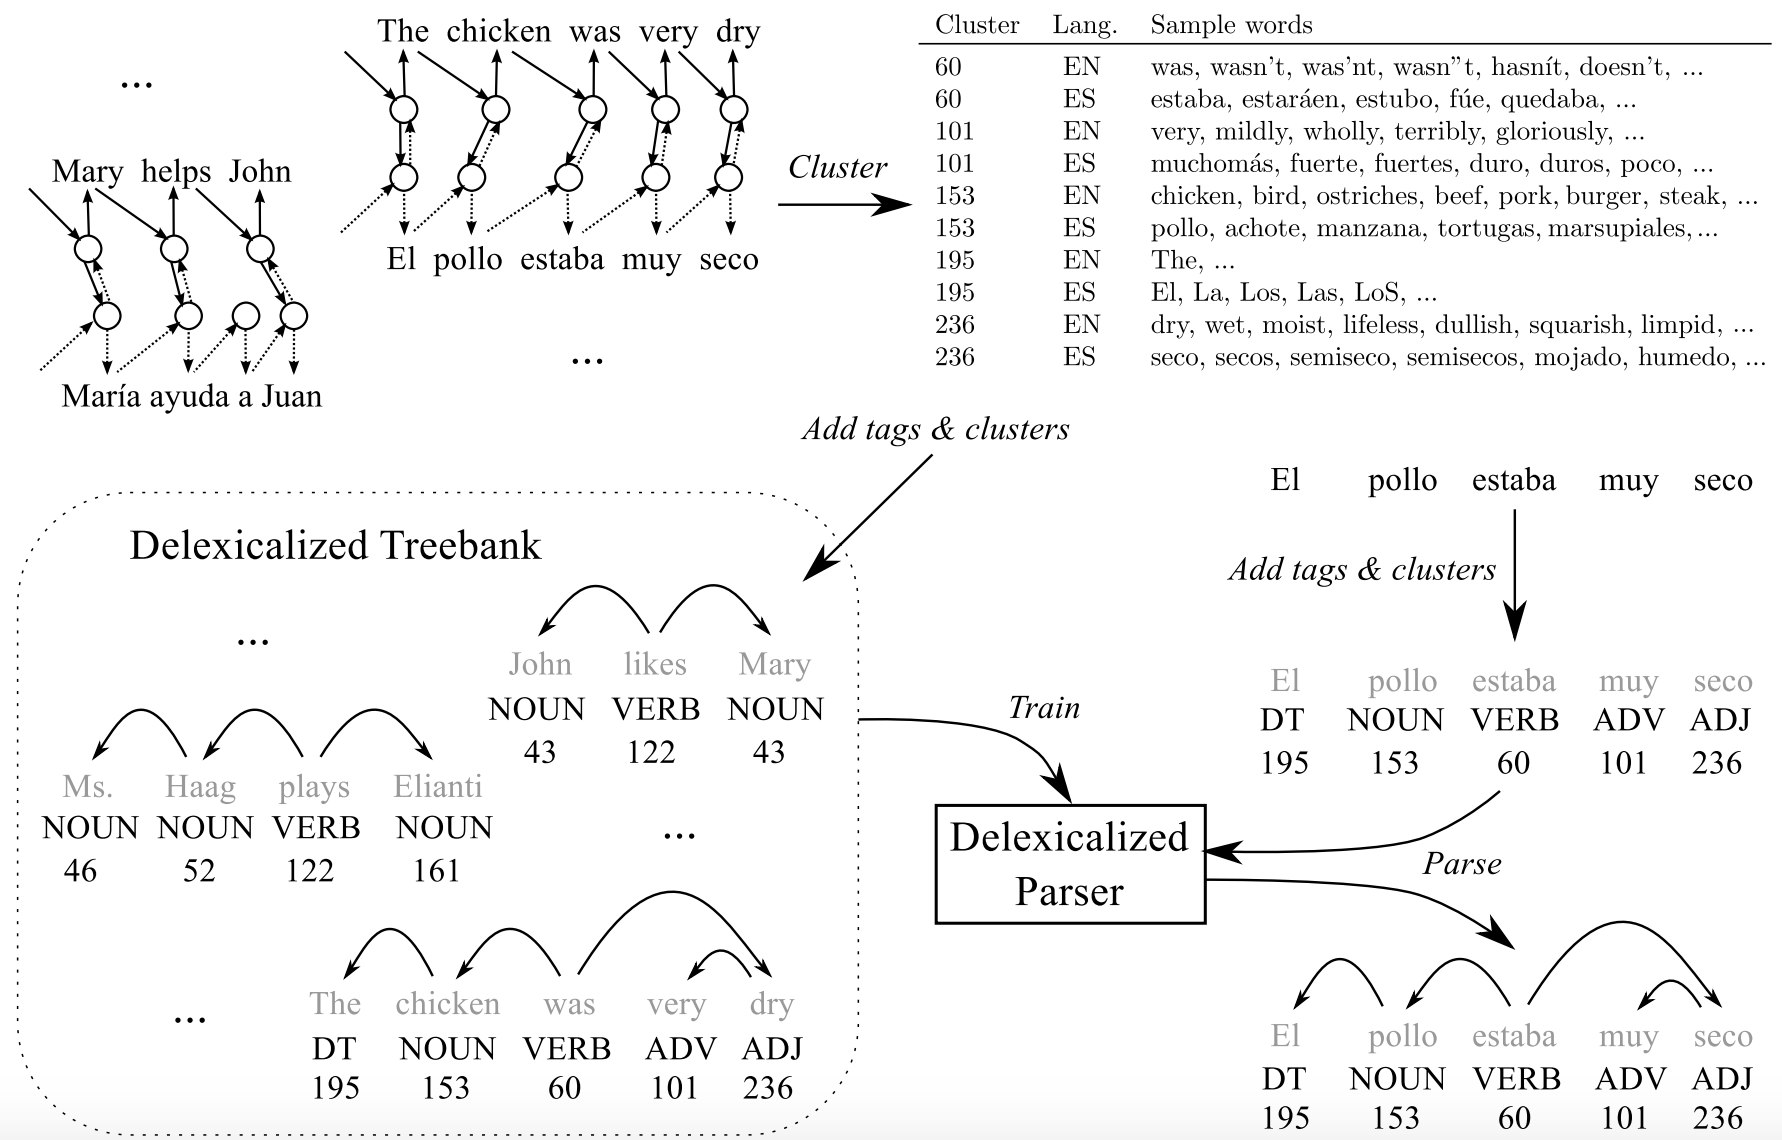 ...
Mary helps John
María ayuda a Juan
The chicken was very dry
El pollo estaba muy seco
...
Cluster
Cluster Lang. Sample words
60 EN was, wasn't, was'nt, wasn"t, hasnít, doesn't, ...
60 ES estaba, estaráen, estubo, fúe, quedaba, ...
101 EN very, mildly, wholly, terribly, gloriously, ...
101 ES muchomás, fuerte, fuertes, duro, duros, poco, ...
153 EN chicken, bird, ostriches, beef, pork, burger, steak, ...
153 ES pollo, achote, manzana, tortugas, marsupiales, ...
195 EN The, ...
195 ES El, La, Los, Las, LoS, ...
236 EN dry, wet, moist, lifeless, dullish, squarish, limpid, ...
236 ES seco, secos, semiseco, semisecos, mojado, humedo, ...
Add tags & clusters
Delexicalized Treebank
...
John likes Mary
NOUN VERB NOUN
43 122 43
Ms. Haag plays Elianti
NOUN NOUN VERB NOUN
46 52 122 161
...
...
The chicken was very dry
DT NOUN VERB ADV ADJ
195 153 60 101 236
Train
Delexicalized
Parser
El pollo estaba muy seco
Add tags & clusters
El pollo estaba muy seco
DT NOUN VERB ADV ADJ
195 153 60 101 236
Parse
El pollo estaba muy seco
DT NOUN VERB ADV ADJ
195 153 60 101 236